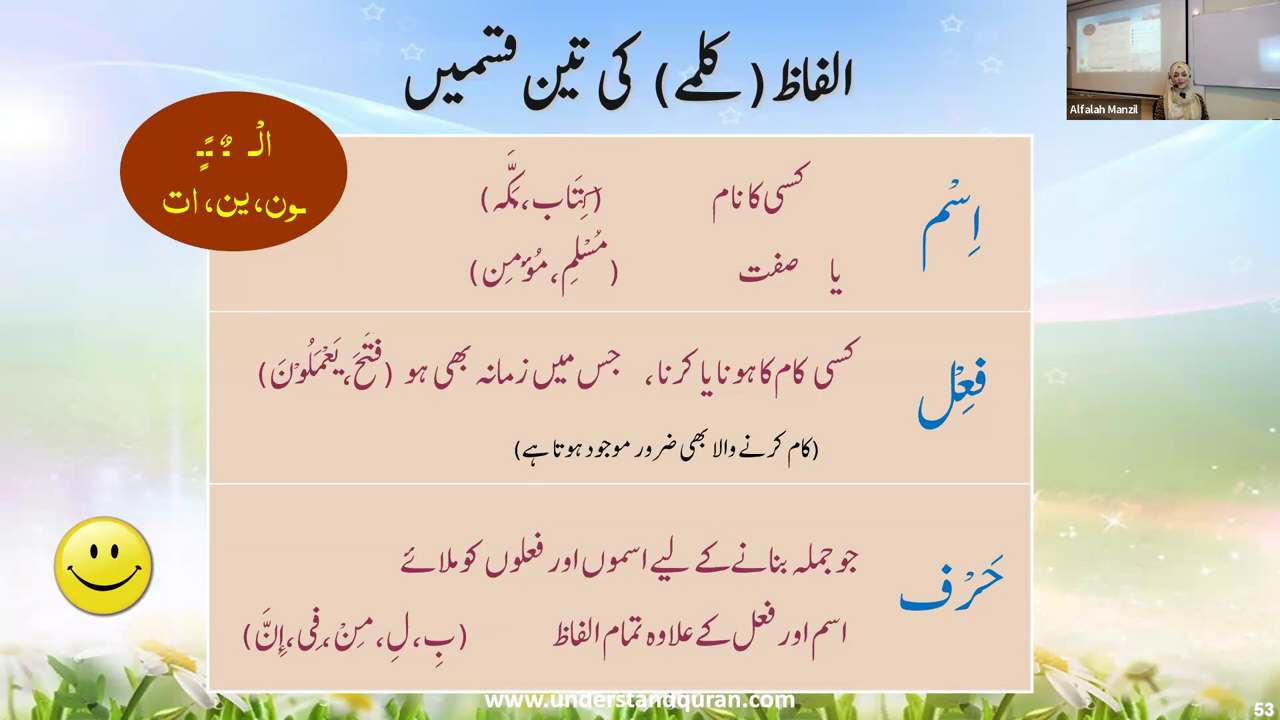 الفاظ (کلمے) کی تین قسمیں
Alfalah Manzil
الْـ ـٌ ـً ـٍ
ـون، ین، ات
اِسْم
کسی کا نام (کِتَاب، مَکَّہ)
یا صفت (مُسْلِم، مُؤْمِن)
فِعْل
کسی کام کا ہونا یا کرنا، جس میں زمانہ بھی ہو (فَتَحَ، یَعْمَلُوْنَ)
(کام کرنے والا بھی ضرور موجود ہوتا ہے)
حَرْف
جو جملہ بنانے کے لیے اسموں اور فعلوں کو ملائے
اسم اور فعل کے علاوہ تمام الفاظ (بِ، لِ، مِنْ، فِی، إِنَّ)
www.understandquran.com
53